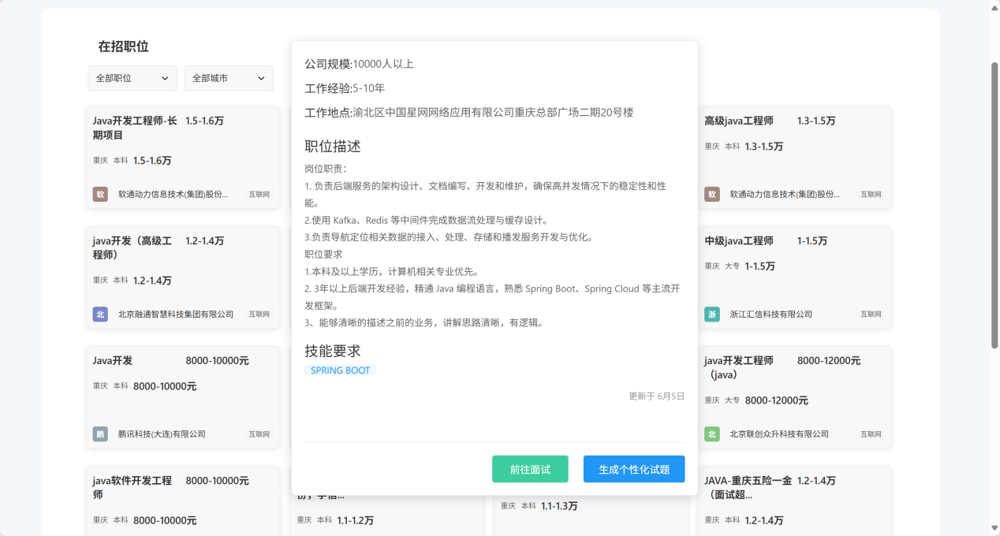 在招职位
全部职位
全部城市
Java开发工程师-长期项目
1.5-1.6万
重庆 本科 1.5-1.6万
软
软通动力信息技术(集团)股份...
互联网
java开发（高级工程师）
1.2-1.4万
重庆 本科 1.2-1.4万
北
北京融通智慧科技集团有限公司
互联网
Java开发
8000-10000元
重庆 本科 8000-10000元
鹏
鹏讯科技(大连)有限公司
互联网
java软件开发工程师
8000-10000元
重庆 本科 8000-10000元
公司规模:10000人以上
工作经验:5-10年
工作地点:渝北区中国星网网络应用有限公司重庆总部广场二期20号楼
职位描述
岗位职责：
1. 负责后端服务的架构设计、文档编写、开发和维护，确保高并发情况下的稳定性和性
能。
2.使用 Kafka、Redis 等中间件完成数据流处理与缓存设计。
3.负责导航定位相关数据的接入、处理、存储和播发服务开发与优化。
职位要求
1.本科及以上学历，计算机相关专业优先。
2. 3年以上后端开发经验，精通 Java 编程语言，熟悉 Spring Boot、Spring Cloud 等主流开
发框架。
3、能够清晰的描述之前的业务，讲解思路清晰，有逻辑。
技能要求
SPRING BOOT
更新于 6月5日
前往面试
生成个性化试题
重庆 本科 1.1-1.2万
重庆 本科 1.1-1.3万
高级java工程师
1.3-1.5万
重庆 本科 1.3-1.5万
软
软通动力信息技术(集团)股份...
互联网
中级java工程师
1-1.5万
重庆 大专 1-1.5万
浙
浙江汇信科技有限公司
互联网
java开发工程师（java）
8000-12000元
重庆 大专 8000-12000元
北
北京联创众升科技有限公司
互联网
JAVA-重庆五险一金（面试超...
1.2-1.4万
重庆 本科 1.2-1.4万